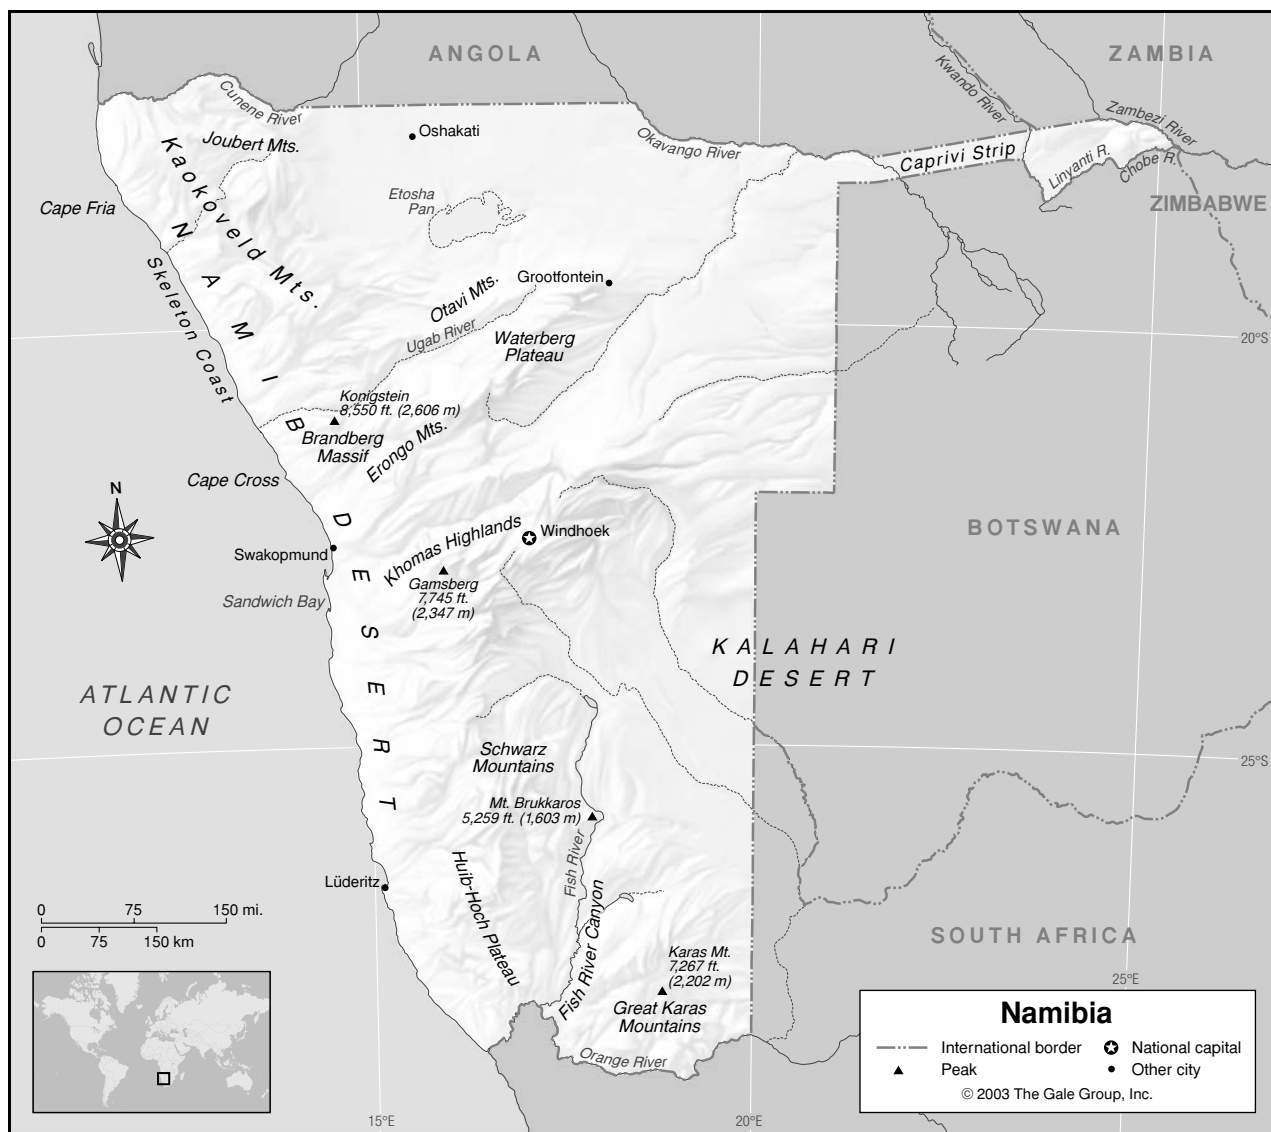 ANGOLA
ZAMBIA
Cunene River
Kwando River
Zambezi River
Oshakati
Joubert Mts.
Okavango River
Caprivi Strip
Linyanti R.
Chobe R.
Kaokoveld Mts.
Etosha
Pan
ZIMBABWE
Cape Fria
NAMIB DESERT
Skeleton Coast
Grootfontein
Otavi Mts.
Ugab River
Waterberg
Plateau
20°S
Konigstein
8,550 ft. (2,606 m)
Brandberg
Massif
Erongo Mts.
Cape Cross
N
Khomas Highlands
Windhoek
BOTSWANA
Swakopmund
Gamsberg
7,745 ft.
(2,347 m)
Sandwich Bay
KALAHARI
DESERT
ATLANTIC
OCEAN
Schwarz
Mountains
25°S
Mt. Brukkaros
5,259 ft. (1,603 m)
Fish River
Huib-Hoch Plateau
Lüderitz
Fish River Canyon
0 75 150 mi.
0 75 150 km
SOUTH AFRICA
Karas Mt.
7,267 ft.
(2,202 m)
25°E
Great Karas
Mountains
Orange River
Namibia
International border
National capital
Peak
Other city
© 2003 The Gale Group, Inc.
15°E
20°E